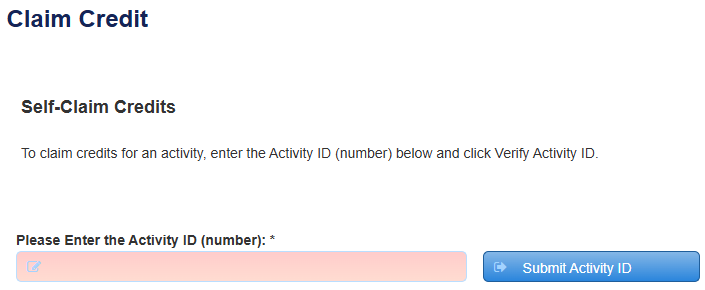 Claim Credit
Self-Claim Credits
To claim credits for an activity, enter the Activity ID (number) below and click Verify Activity ID.
Please Enter the Activity ID (number): *
Submit Activity ID